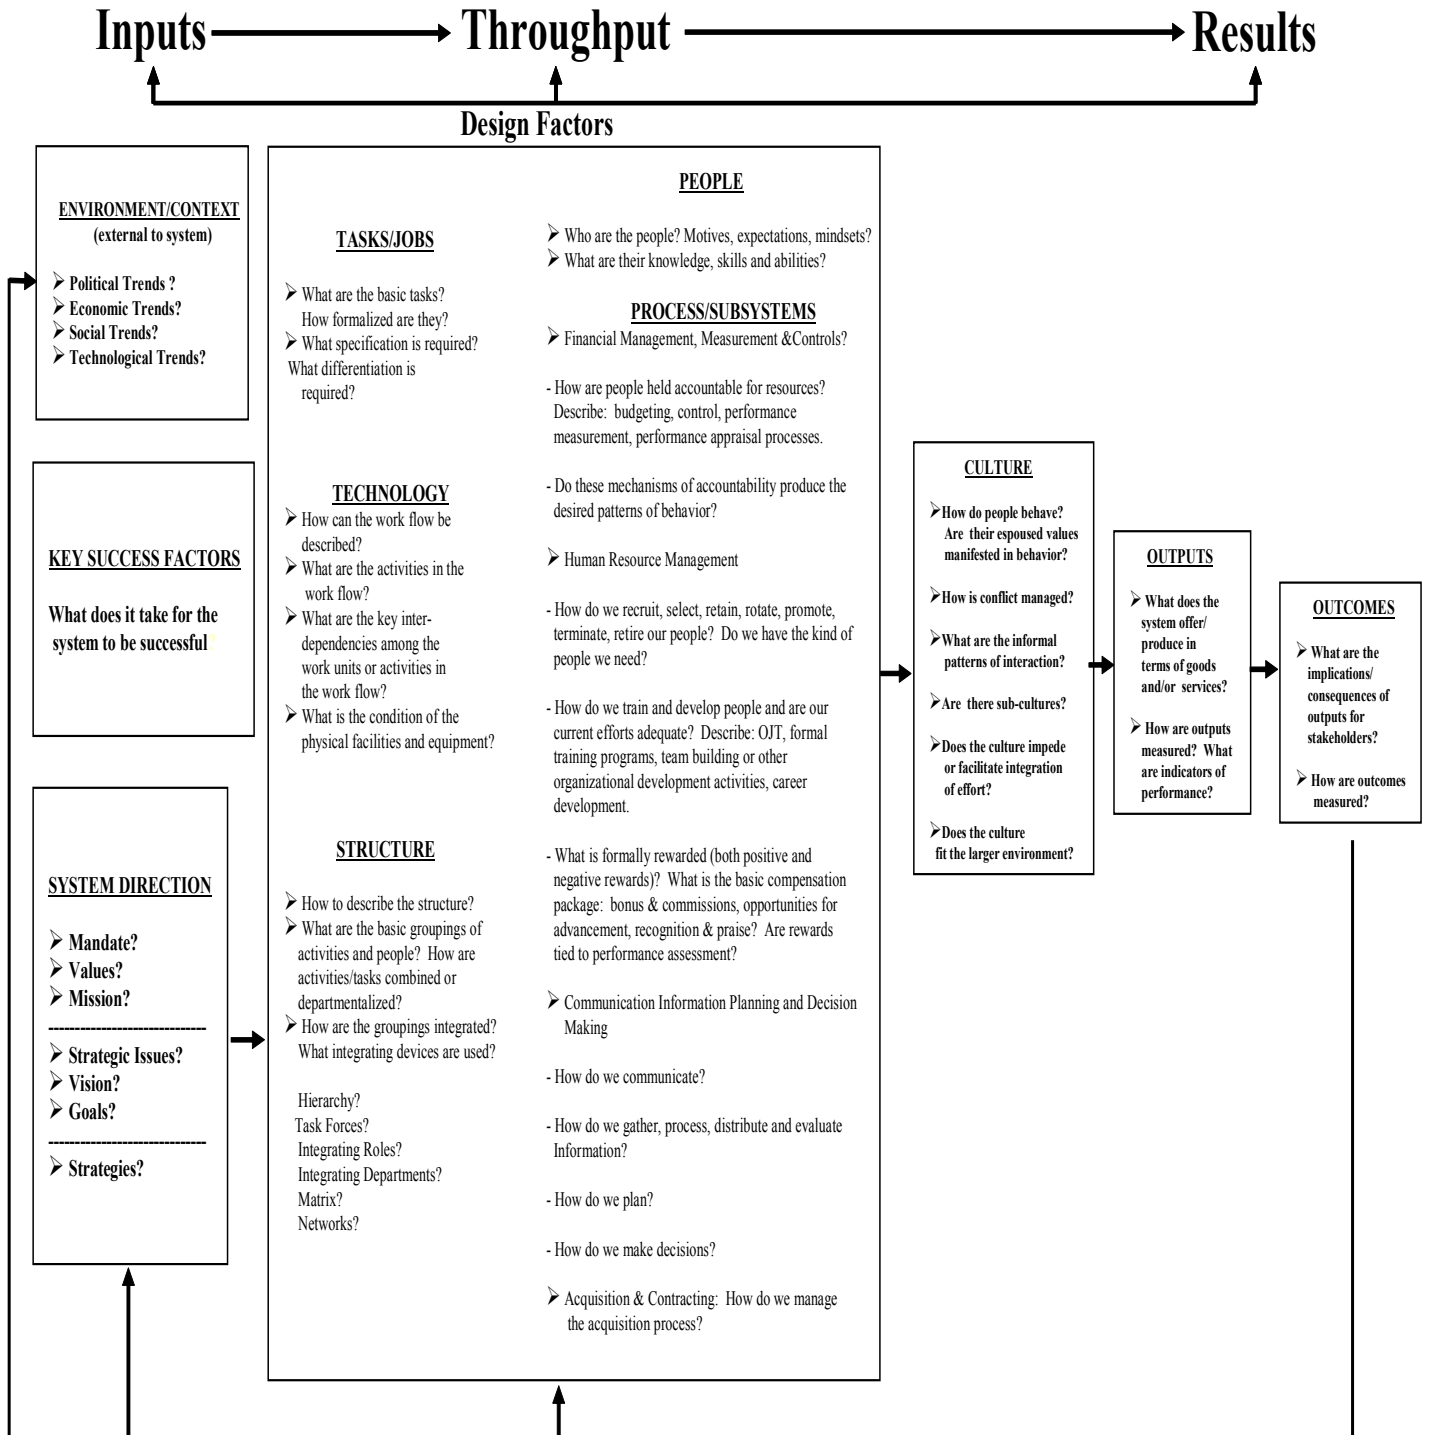 Inputs
Throughput
Results
Design Factors
ENVIRONMENT/CONTEXT
(external to system)
➢ Political Trends ?
➢ Economic Trends?
➢ Social Trends?
➢ Technological Trends?
KEY SUCCESS FACTORS
What does it take for the
system to be successful?
SYSTEM DIRECTION
➢ Mandate?
➢ Values?
➢ Mission?
------------------------------
➢ Strategic Issues?
➢ Vision?
➢ Goals?
------------------------------
➢ Strategies?
TASKS/JOBS
➢ What are the basic tasks?
How formalized are they?
➢ What specification is required?
What differentiation is
required?
TECHNOLOGY
➢ How can the work flow be
described?
➢ What are the activities in the
work flow?
➢ What are the key inter-
dependencies among the
work units or activities in
the work flow?
➢ What is the condition of the
physical facilities and equipment?
STRUCTURE
➢ How to describe the structure?
➢ What are the basic groupings of
activities and people? How are
activities/tasks combined or
departmentalized?
➢ How are the groupings integrated?
What integrating devices are used?
Hierarchy?
Task Forces?
Integrating Roles?
Integrating Departments?
Matrix?
Networks?
PEOPLE
➢ Who are the people? Motives, expectations, mindsets?
➢ What are their knowledge, skills and abilities?
PROCESS/SUBSYSTEMS
➢ Financial Management, Measurement &Controls?
- How are people held accountable for resources?
Describe: budgeting, control, performance
measurement, performance appraisal processes.
- Do these mechanisms of accountability produce the
desired patterns of behavior?
➢ Human Resource Management
- How do we recruit, select, retain, rotate, promote,
terminate, retire our people? Do we have the kind of
people we need?
- How do we train and develop people and are our
current efforts adequate? Describe: OJT, formal
training programs, team building or other
organizational development activities, career
development.
- What is formally rewarded (both positive and
negative rewards)? What is the basic compensation
package: bonus & commissions, opportunities for
advancement, recognition & praise? Are rewards
tied to performance assessment?
➢ Communication Information Planning and Decision
Making
- How do we communicate?
- How do we gather, process, distribute and evaluate
Information?
- How do we plan?
- How do we make decisions?
➢ Acquisition & Contracting: How do we manage
the acquisition process?
CULTURE
➢How do people behave?
Are their espoused values
manifested in behavior?
➢How is conflict managed?
➢What are the informal
patterns of interaction?
➢Are there sub-cultures?
➢Does the culture impede
or facilitate integration
of effort?
➢Does the culture
fit the larger environment?
OUTPUTS
➢ What does the
system offer/
produce in
terms of goods
and/or services?
➢ How are outputs
measured? What
are indicators of
performance?
OUTCOMES
➢ What are the
implications/
consequences of
outputs for
stakeholders?
➢ How are outcomes
measured?